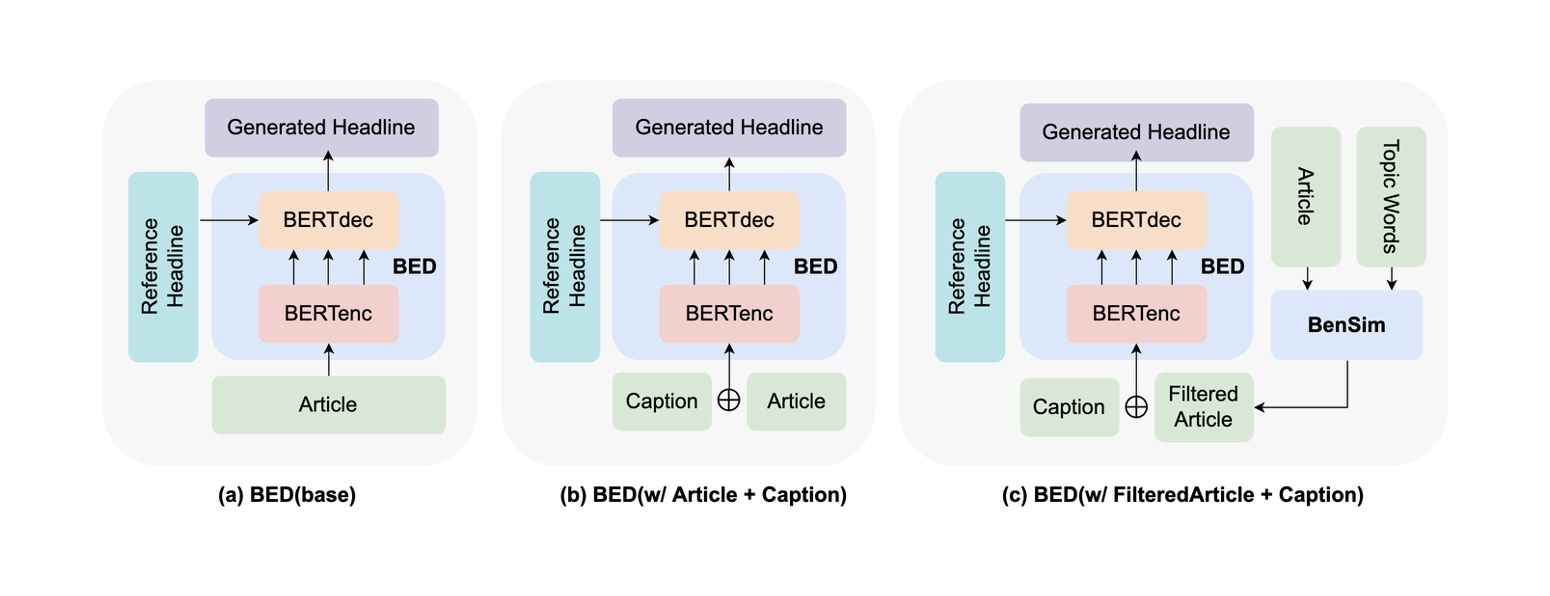 Generated Headline
Reference
Headline
BERTdec
BED
BERTenc
Article
(a) BED(base)
Generated Headline
Reference
Headline
BERTdec
BED
BERTenc
Caption
Article
(b) BED(w/ Article + Caption)
Generated Headline
Reference
Headline
BERTdec
BED
BERTenc
Caption
Filtered
Article
Article
Topic Words
BenSim
(c) BED(w/ FilteredArticle + Caption)